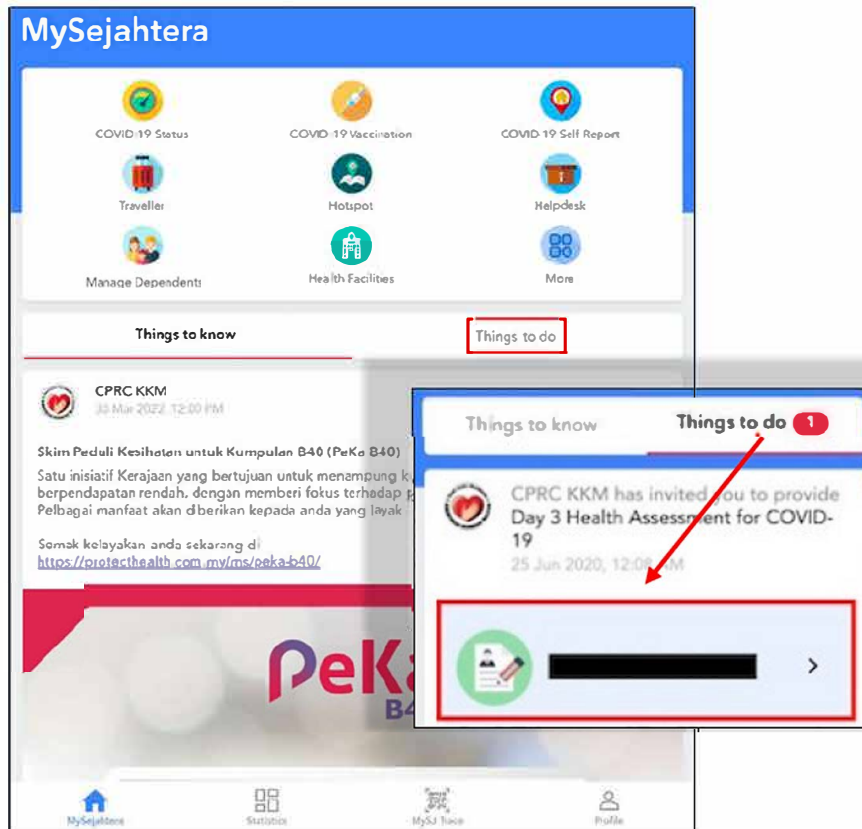 MySejahtera
COVID-19 Status
COVID-19 Vaccination
COVID-19 Self Report
Traveller
Hotspot
Helpdesk
Manage Dependents
Health Facilities
More
Things to know
Things to do
CPRC KKM
30 Mar 2022, 12:00 PM
Skim Peduli Kesihatan untuk Kumpulan B40 (PeKa B40)
Satu inisiatif Kerajaan yang bertujuan untuk menampung
berpendapatan rendah, dengan memberi fokus terhadap
Pelbagai manfaat akan diberikan kepada anda yang layak
Semak kelayakan anda sekarang di
https://protecthealth.com.my/ms/peka-b40/
PeKa
B4
Things to know
Things to do 1
CPRC KKM has invited you to provide
Day 3 Health Assessment for COVID-
19
25 Jun 2020, 12:08 AM
MySejahtera
Statistics
MySJ Trace
Profile